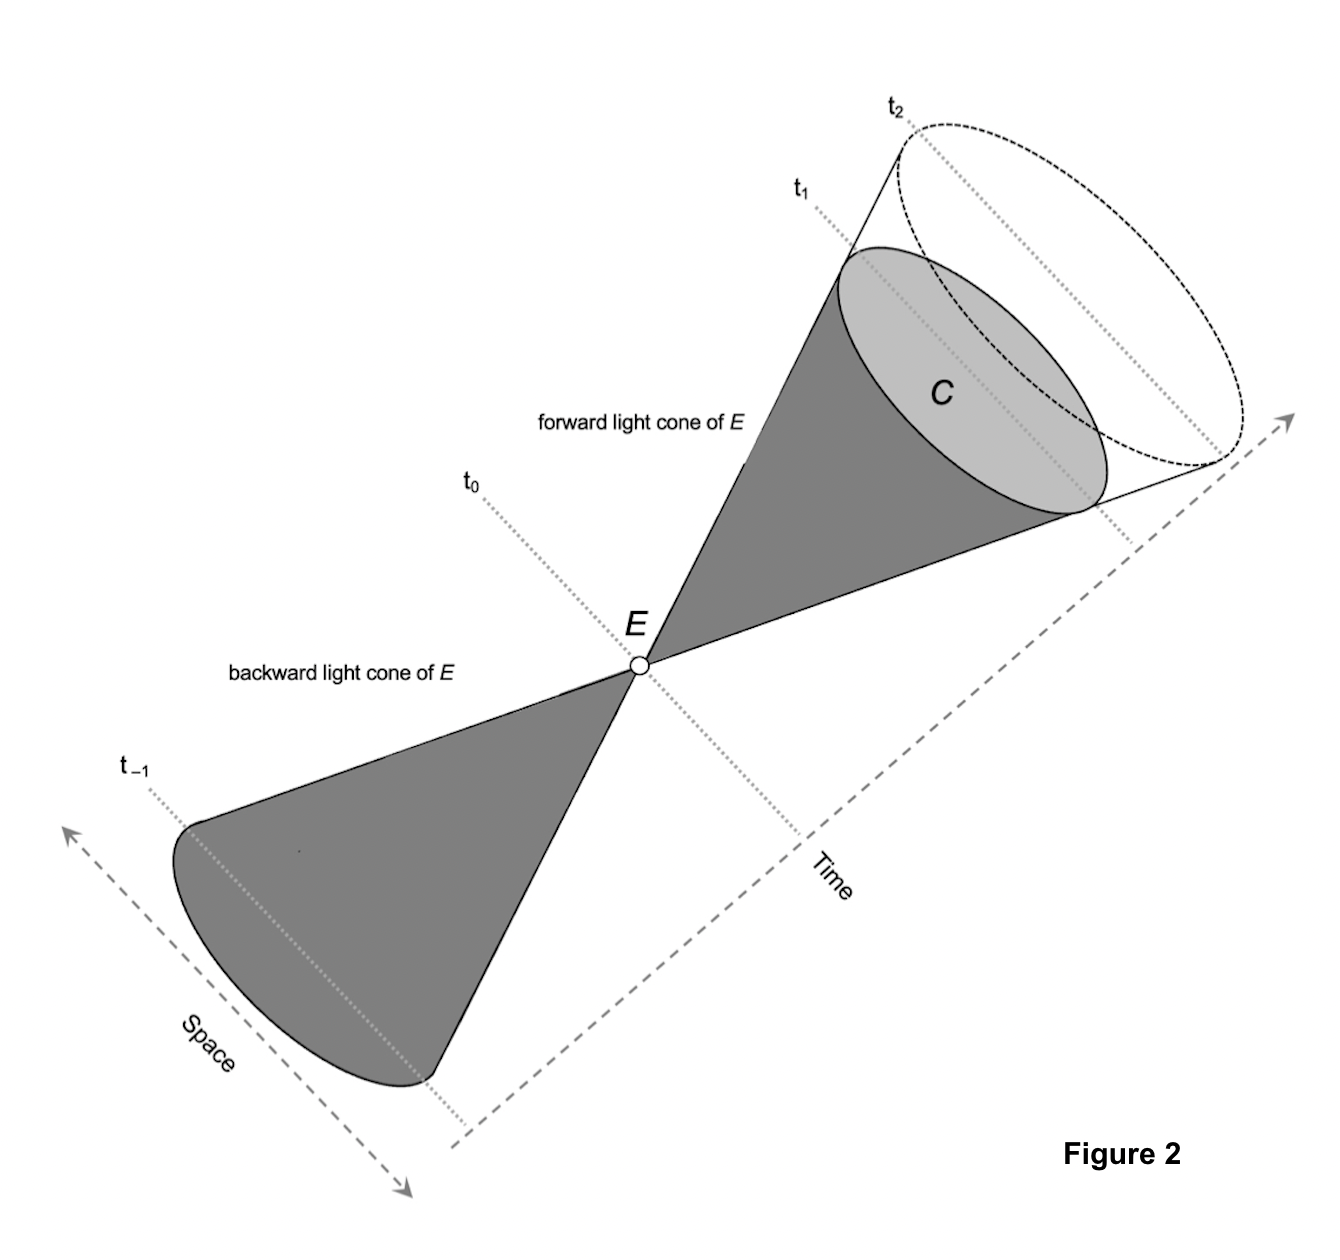 t₂
t₁
C
forward light cone of E
t₀
E
backward light cone of E
t₋₁
Time
Space
Figure 2